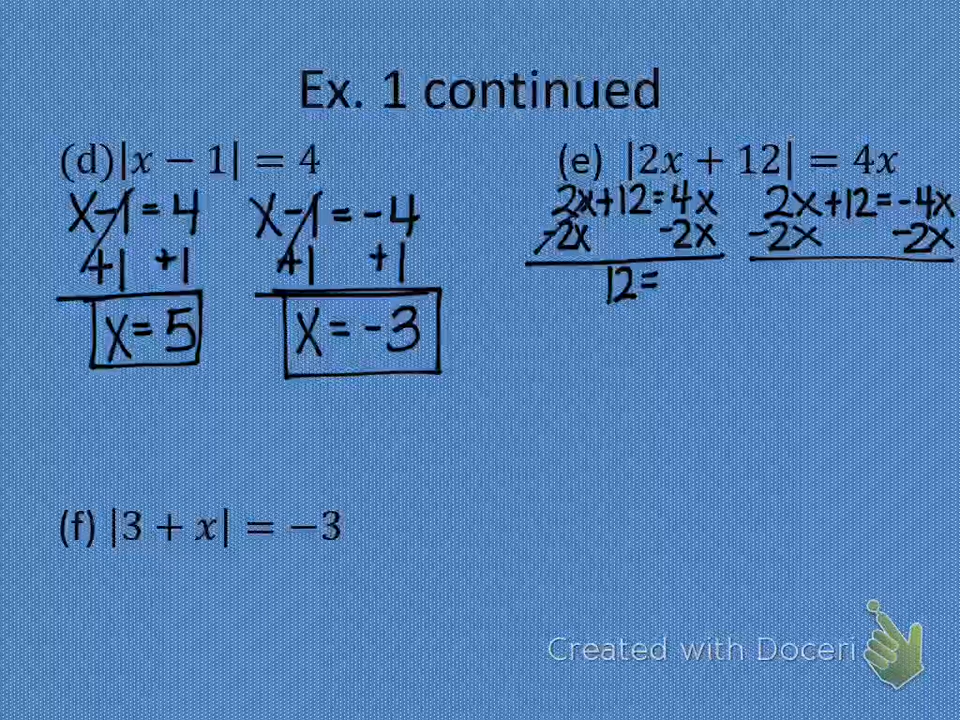 Ex. 1 continued
(d)|x − 1| = 4
x-1=4
+1 +1
x=5
x-1=-4
+1 +1
x=-3
(e) |2x + 12| = 4x
2x+12=4x
-2x -2x
12=
2x+12=-4x
-2x -2x
(f) |3 + x| = −3
Created with Doceri